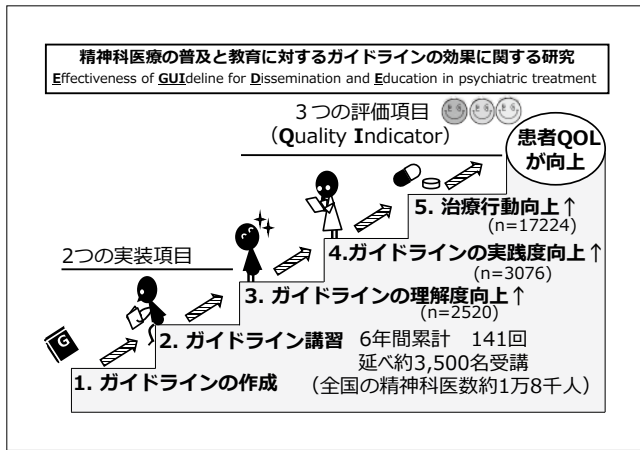 精神科医療の普及と教育に対するガイドラインの効果に関する研究
Effectiveness of GUIdeline for Dissemination and Education in psychiatric treatment
３つの評価項目
（Quality Indicator）
患者QOL
が向上
5. 治療行動向上↑
(n=17224)
2つの実装項目
4.ガイドラインの実践度向上↑
(n=3076)
3. ガイドラインの理解度向上↑
(n=2520)
G
2. ガイドライン講習　6年間累計　141回
延べ約3,500名受講
1. ガイドラインの作成　（全国の精神科医数約1万8千人）